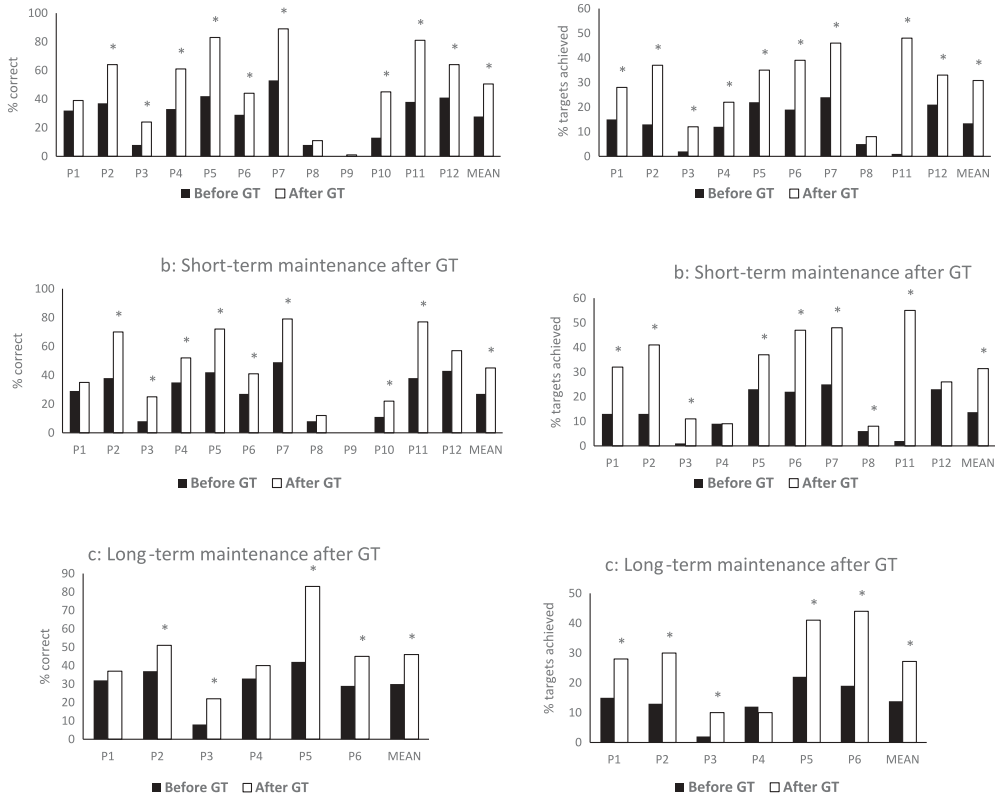 % correct
100
80
60
40
20
0
* * * * * * * * * *
P1 P2 P3 P4 P5 P6 P7 P8 P9 P10 P11 P12 MEAN
Before GT After GT
% targets achieved
60
50
40
30
20
10
0
* * * * * * * * * *
P1 P2 P3 P4 P5 P6 P7 P8 P11 P12 MEAN
Before GT After GT
b: Short-term maintenance after GT
% correct
100
80
60
40
20
0
* * * * * * * * *
P1 P2 P3 P4 P5 P6 P7 P8 P9 P10 P11 P12 MEAN
Before GT After GT
b: Short-term maintenance after GT
% targets achieved
60
50
40
30
20
10
0
* * * * * * * * *
P1 P2 P3 P4 P5 P6 P7 P8 P11 P12 MEAN
Before GT After GT
c: Long-term maintenance after GT
% correct
90
80
70
60
50
40
30
20
10
0
* * * * *
P1 P2 P3 P4 P5 P6 MEAN
Before GT After GT
c: Long-term maintenance after GT
% targets achieved
50
40
30
20
10
0
* * * * * *
P1 P2 P3 P4 P5 P6 MEAN
Before GT After GT